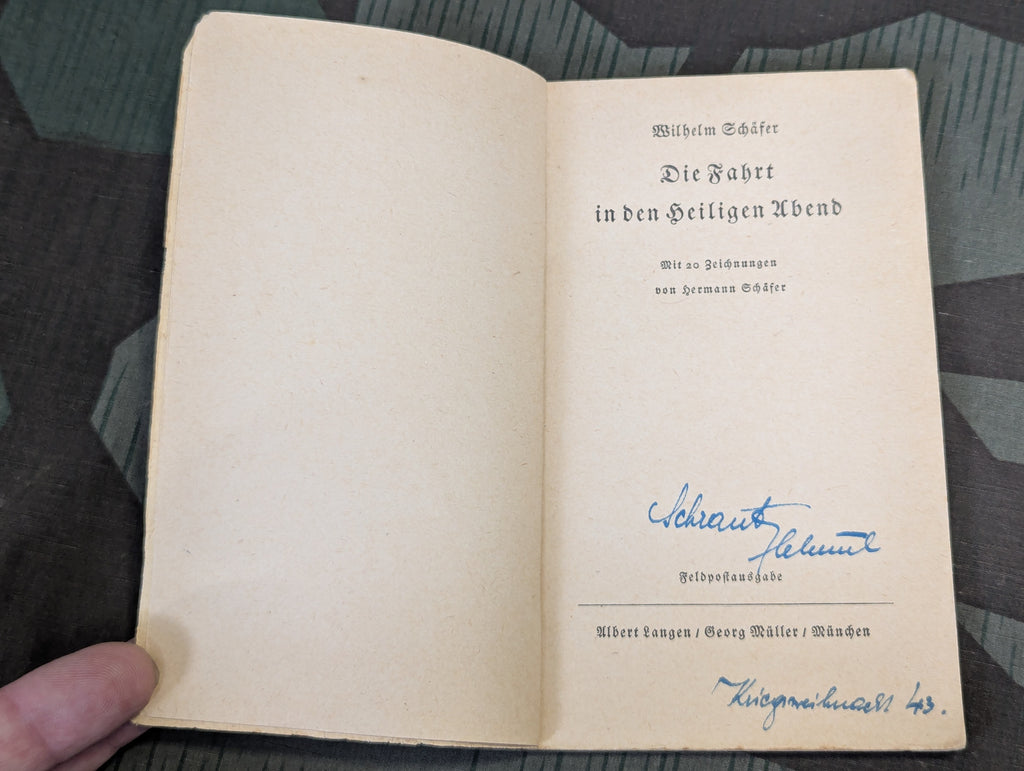 Wilhelm Schäfer
Die Fahrt
in den Heiligen Abend
Mit 20 Zeichnungen
von Hermann Schäfer
Schrantz
Helmut
Feldpostausgabe
Albert Langen / Georg Müller / München
Kriegsweihnacht 43.